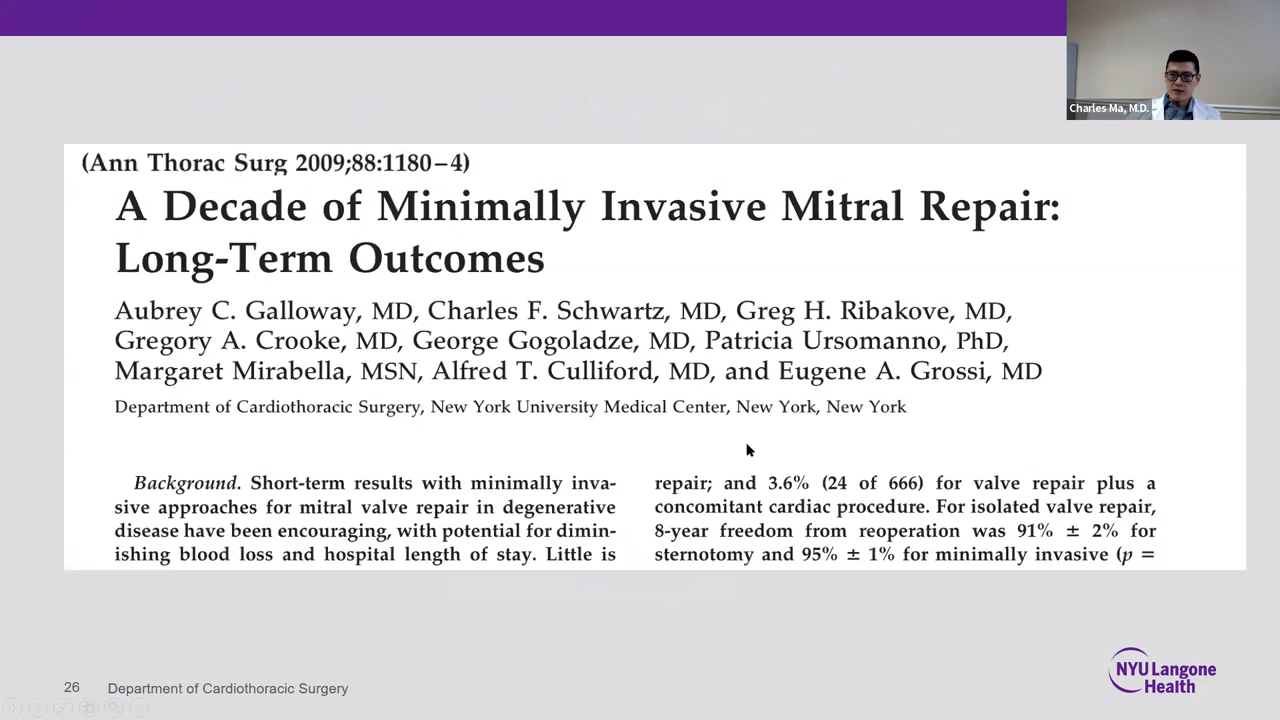 Charles Ma, M.D.
(Ann Thorac Surg 2009;88:1180–4)
A Decade of Minimally Invasive Mitral Repair:
Long-Term Outcomes
Aubrey C. Galloway, MD, Charles F. Schwartz, MD, Greg H. Ribakove, MD,
Gregory A. Crooke, MD, George Gogoladze, MD, Patricia Ursomanno, PhD,
Margaret Mirabella, MSN, Alfred T. Culliford, MD, and Eugene A. Grossi, MD
Department of Cardiothoracic Surgery, New York University Medical Center, New York, New York
Background. Short-term results with minimally inva-
sive approaches for mitral valve repair in degenerative
disease have been encouraging, with potential for dimin-
ishing blood loss and hospital length of stay. Little is
repair; and 3.6% (24 of 666) for valve repair plus a
concomitant cardiac procedure. For isolated valve repair,
8-year freedom from reoperation was 91% ± 2% for
sternotomy and 95% ± 1% for minimally invasive (p =
26 Department of Cardiothoracic Surgery
NYU Langone
Health